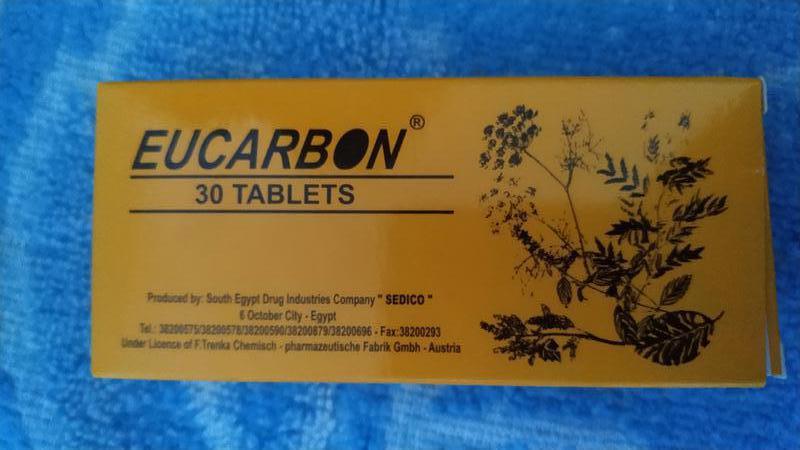 EUCARBON®
30 TABLETS
Produced by: South Egypt Drug Industries Company " SEDICO "
6 October City - Egypt
Tel.: 38200575/38200578/38200590/38200879/38200696 - Fax:38200293
Under Licence of F.Trenka Chemisch - pharmazeutische Fabrik Gmbh - Austria